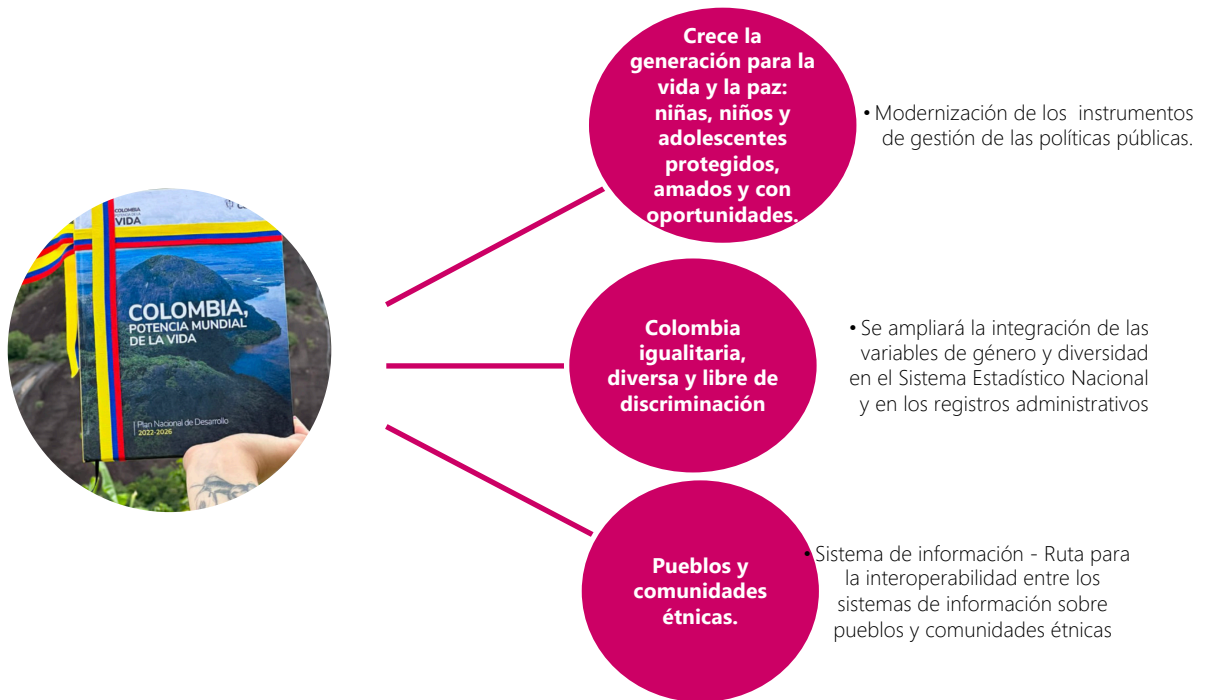 Crece la
generación para la
vida y la paz:
niñas, niños y
adolescentes
protegidos,
amados y con
oportunidades.
• Modernización de los instrumentos
de gestión de las políticas públicas.
COLOMBIA
VIDA
COLOMBIA,
POTENCIA MUNDIAL
DE LA VIDA
Plan Nacional de Desarrollo
2022-2026
Colombia
igualitaria,
diversa y libre de
discriminación
• Se ampliará la integración de las
variables de género y diversidad
en el Sistema Estadístico Nacional
y en los registros administrativos
Pueblos y
comunidades
étnicas.
• Sistema de información - Ruta para
la interoperabilidad entre los
sistemas de información sobre
pueblos y comunidades étnicas